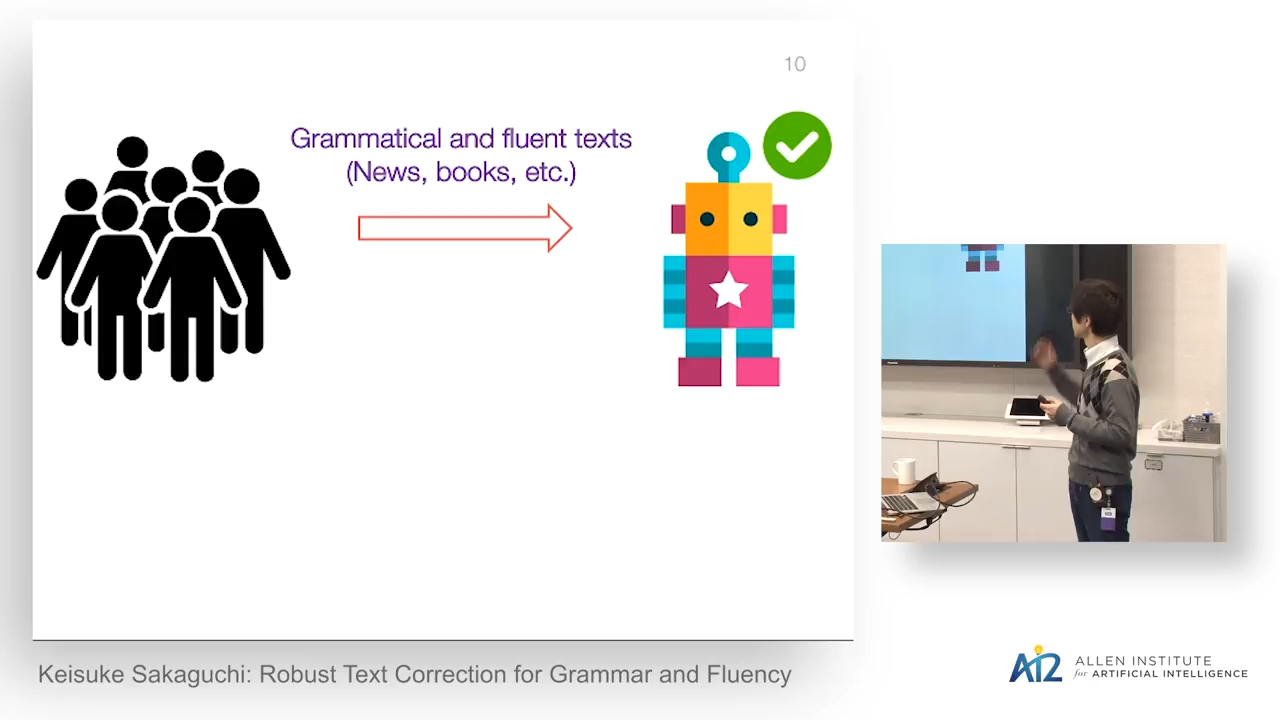 10
Grammatical and fluent texts
(News, books, etc.)
Keisuke Sakaguchi: Robust Text Correction for Grammar and Fluency
AI2
ALLEN INSTITUTE
for ARTIFICIAL INTELLIGENCE